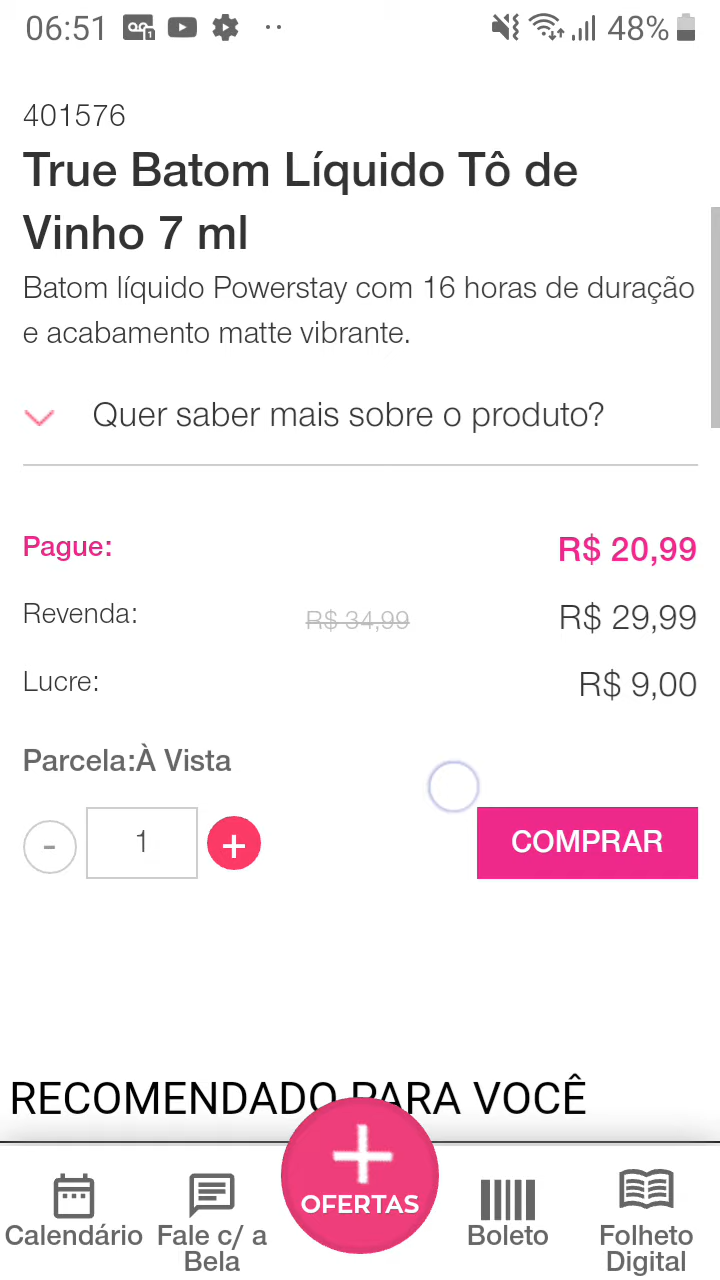 06:51 48%
401576
True Batom Líquido Tô de
Vinho 7 ml
Batom líquido Powerstay com 16 horas de duração
e acabamento matte vibrante.
Quer saber mais sobre o produto?
Pague: R$ 20,99
Revenda: R$ 34,99 R$ 29,99
Lucre: R$ 9,00
Parcela:À Vista
- 1 + COMPRAR
RECOMENDADO PARA VOCÊ
OFERTAS
Calendário Fale c/ a Boleto Folheto
Bela Digital